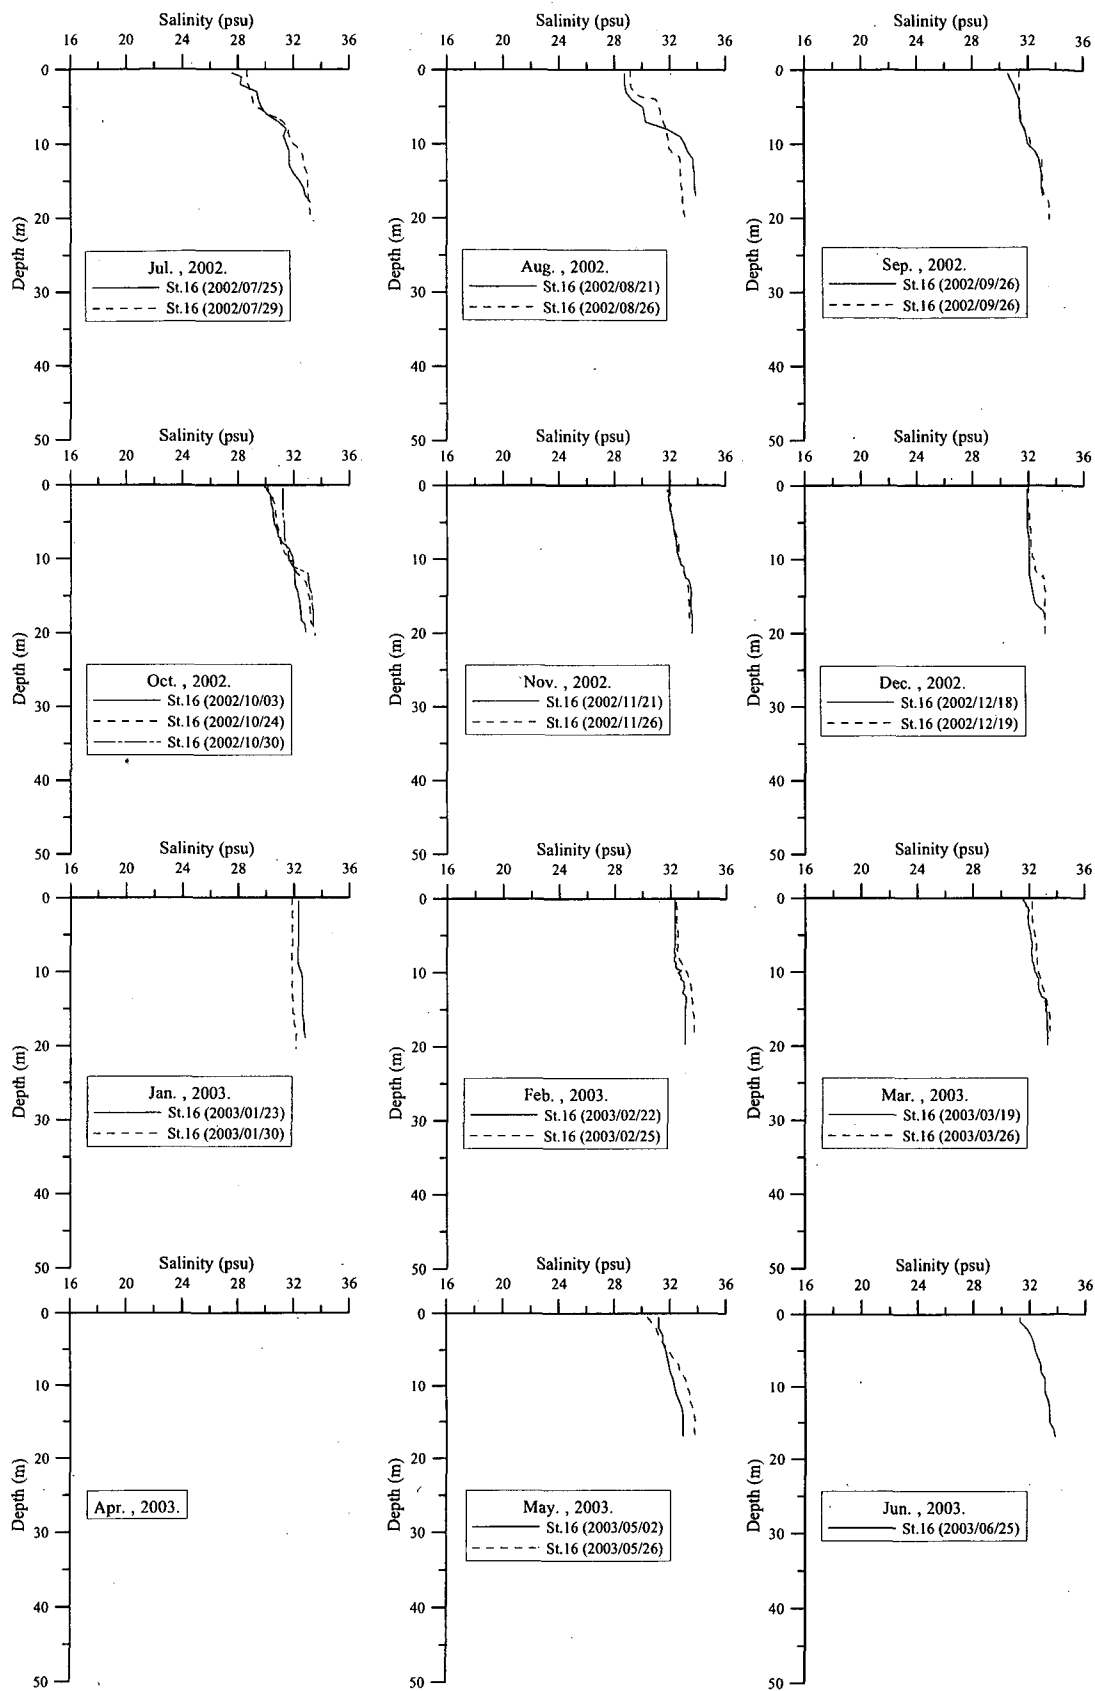 Salinity (psu) Salinity (psu) Salinity (psu)
16 20 24 28 32 36 16 20 24 28 32 36 16 20 24 28 32 36
0 0 0
10 10 10
20 20 20
Depth (m) Depth (m) Depth (m)
Jul. , 2002. Aug. , 2002. Sep. , 2002.
St.16 (2002/07/25) St.16 (2002/08/21) St.16 (2002/09/26)
St.16 (2002/07/29) St.16 (2002/08/26) St.16 (2002/09/26)
30 30 30
40 40 40
50 50 50
Salinity (psu) Salinity (psu) Salinity (psu)
16 20 24 28 32 36 16 20 24 28 32 36 16 20 24 28 32 36
0 0 0
10 10 10
20 20 20
Depth (m) Depth (m) Depth (m)
Oct. , 2002. Nov. , 2002. Dec. , 2002.
St.16 (2002/10/03) St.16 (2002/11/21) St.16 (2002/12/18)
St.16 (2002/10/24) St.16 (2002/11/26) St.16 (2002/12/19)
St.16 (2002/10/30)
30 30 30
40 40 40
50 50 50
Salinity (psu) Salinity (psu) Salinity (psu)
16 20 24 28 32 36 16 20 24 28 32 36 16 20 24 28 32 36
0 0 0
10 10 10
20 20 20
Depth (m) Depth (m) Depth (m)
Jan. , 2003. Feb. , 2003. Mar. , 2003.
St.16 (2003/01/23) St.16 (2003/02/22) St.16 (2003/03/19)
St.16 (2003/01/30) St.16 (2003/02/25) St.16 (2003/03/26)
30 30 30
40 40 40
50 50 50
Salinity (psu) Salinity (psu) Salinity (psu)
16 20 24 28 32 36 16 20 24 28 32 36 16 20 24 28 32 36
0 0 0
10 10 10
20 20 20
Depth (m) Depth (m) Depth (m)
Apr. , 2003. May. , 2003. Jun. , 2003.
St.16 (2003/05/02) St.16 (2003/06/25)
St.16 (2003/05/26)
30 30 30
40 40 40
50 50 50